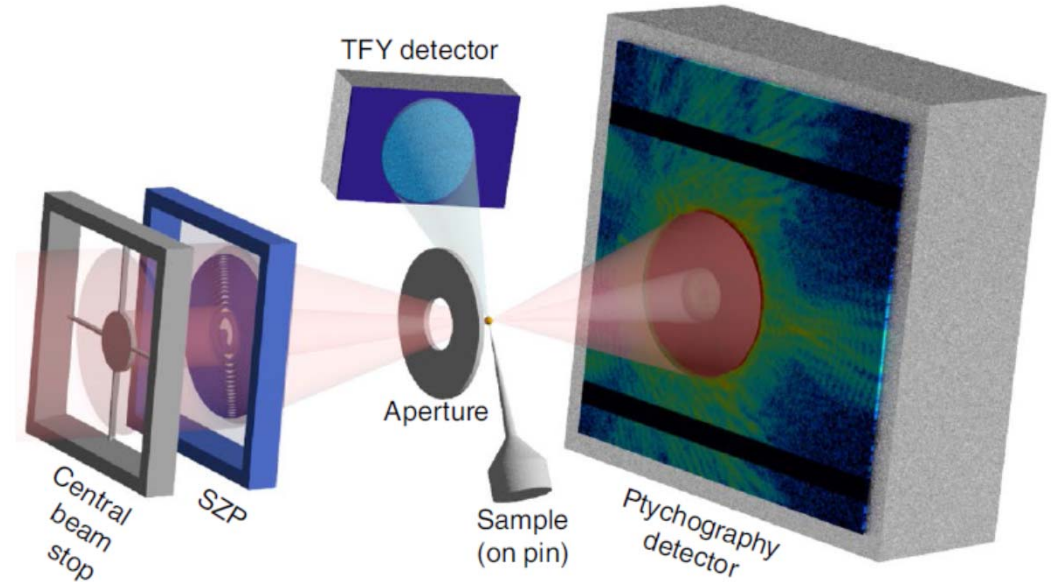 TFY detector
Aperture
Central
beam
stop
SZP
Sample
(on pin)
Ptychography
detector